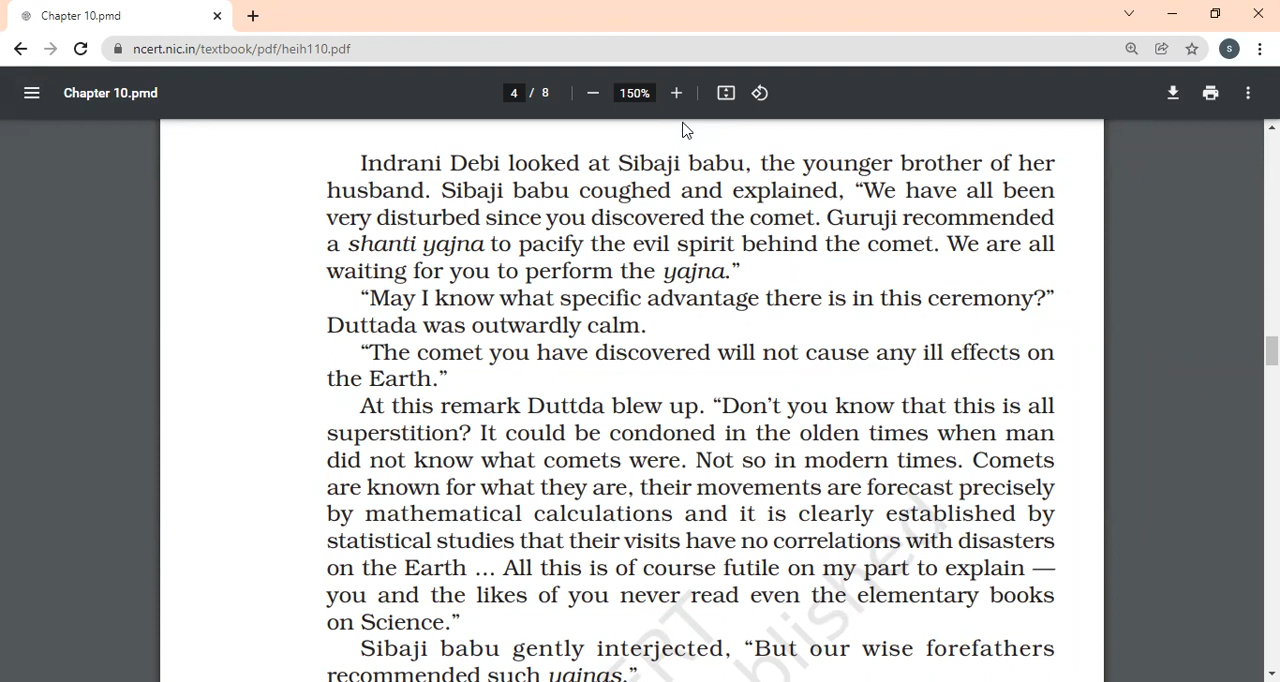 Chapter 10.pmd
ncert.nic.in/textbook/pdf/heih110.pdf
S
Chapter 10.pmd
4 / 8
150%
Indrani Debi looked at Sibaji babu, the younger brother of her
husband. Sibaji babu coughed and explained, “We have all been
very disturbed since you discovered the comet. Guruji recommended
a shanti yajna to pacify the evil spirit behind the comet. We are all
waiting for you to perform the yajna.”
“May I know what specific advantage there is in this ceremony?”
Duttada was outwardly calm.
“The comet you have discovered will not cause any ill effects on
the Earth.”
At this remark Duttda blew up. “Don’t you know that this is all
superstition? It could be condoned in the olden times when man
did not know what comets were. Not so in modern times. Comets
are known for what they are, their movements are forecast precisely
by mathematical calculations and it is clearly established by
statistical studies that their visits have no correlations with disasters
on the Earth ... All this is of course futile on my part to explain —
you and the likes of you never read even the elementary books
on Science.”
Sibaji babu gently interjected, “But our wise forefathers
recommended such yajnas.”